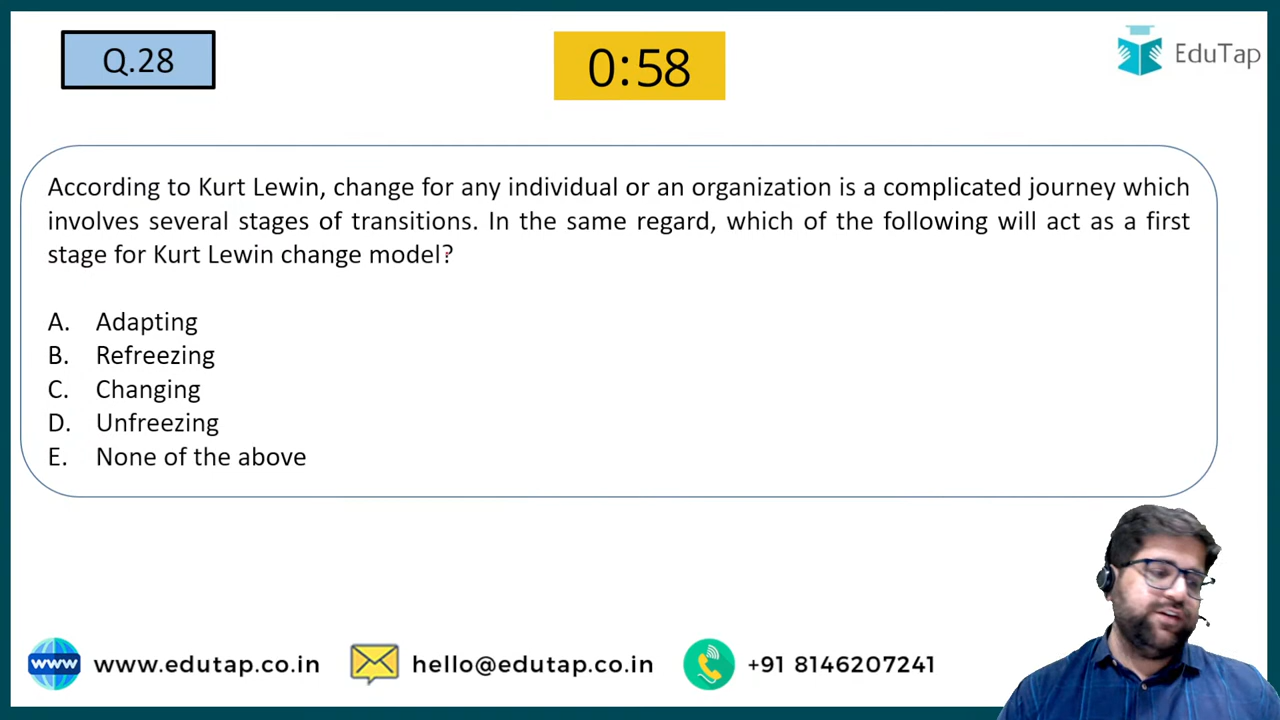 Q.28
0:58
EduTap
According to Kurt Lewin, change for any individual or an organization is a complicated journey which
involves several stages of transitions. In the same regard, which of the following will act as a first
stage for Kurt Lewin change model?
A. Adapting
B. Refreezing
C. Changing
D. Unfreezing
E. None of the above
www www.edutap.co.in hello@edutap.co.in +91 8146207241